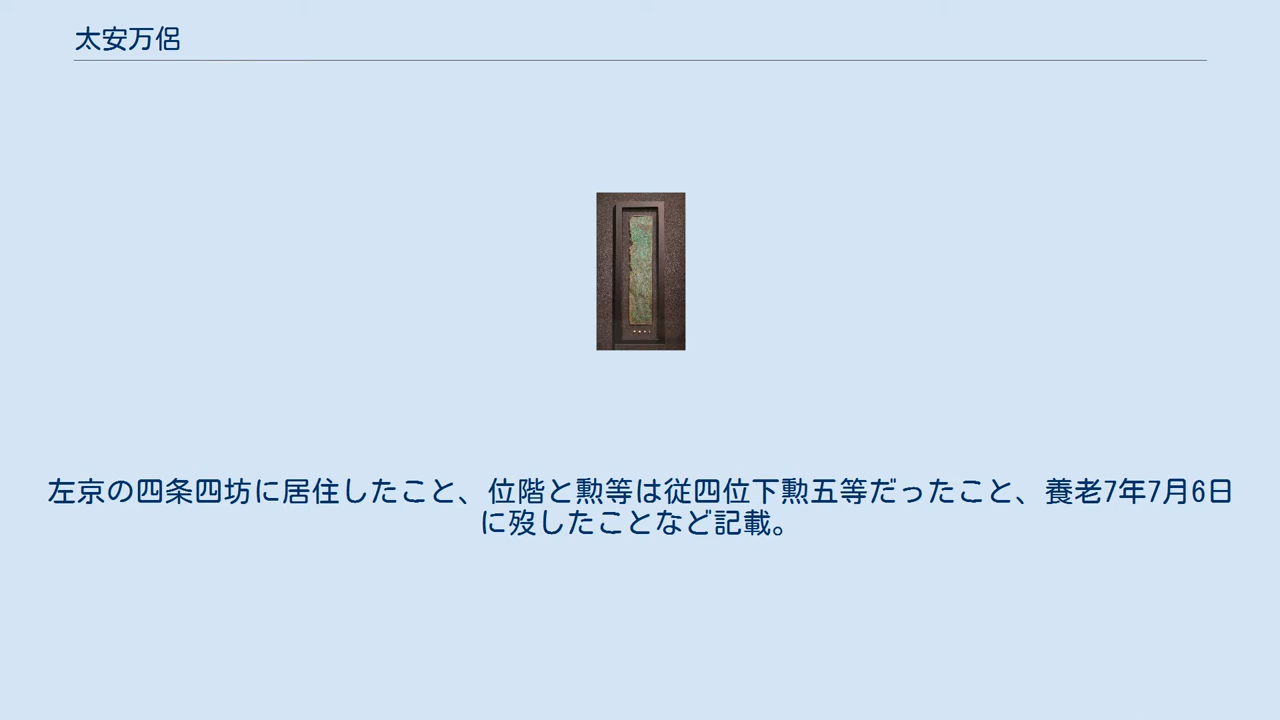 太安万侶
左京の四条四坊に居住したこと、位階と勲等は従四位下勲五等だったこと、養老7年7月6日
に歿したことなど記載。